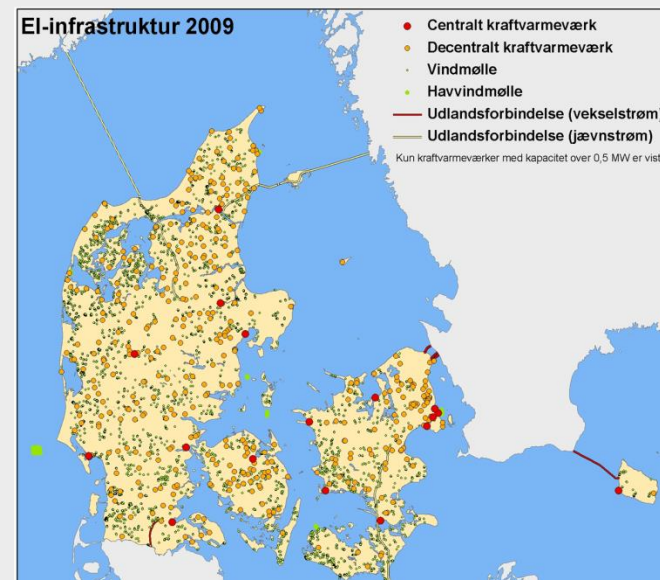 El-infrastruktur 2009
Centralt kraftvarmeværk
Decentralt kraftvarmeværk
Vindmølle
Havvindmølle
Udlandsforbindelse (vekselstrøm)
Udlandsforbindelse (jævnstrøm)
Kun kraftvarmeværker med kapacitet over 0,5 MW er vist